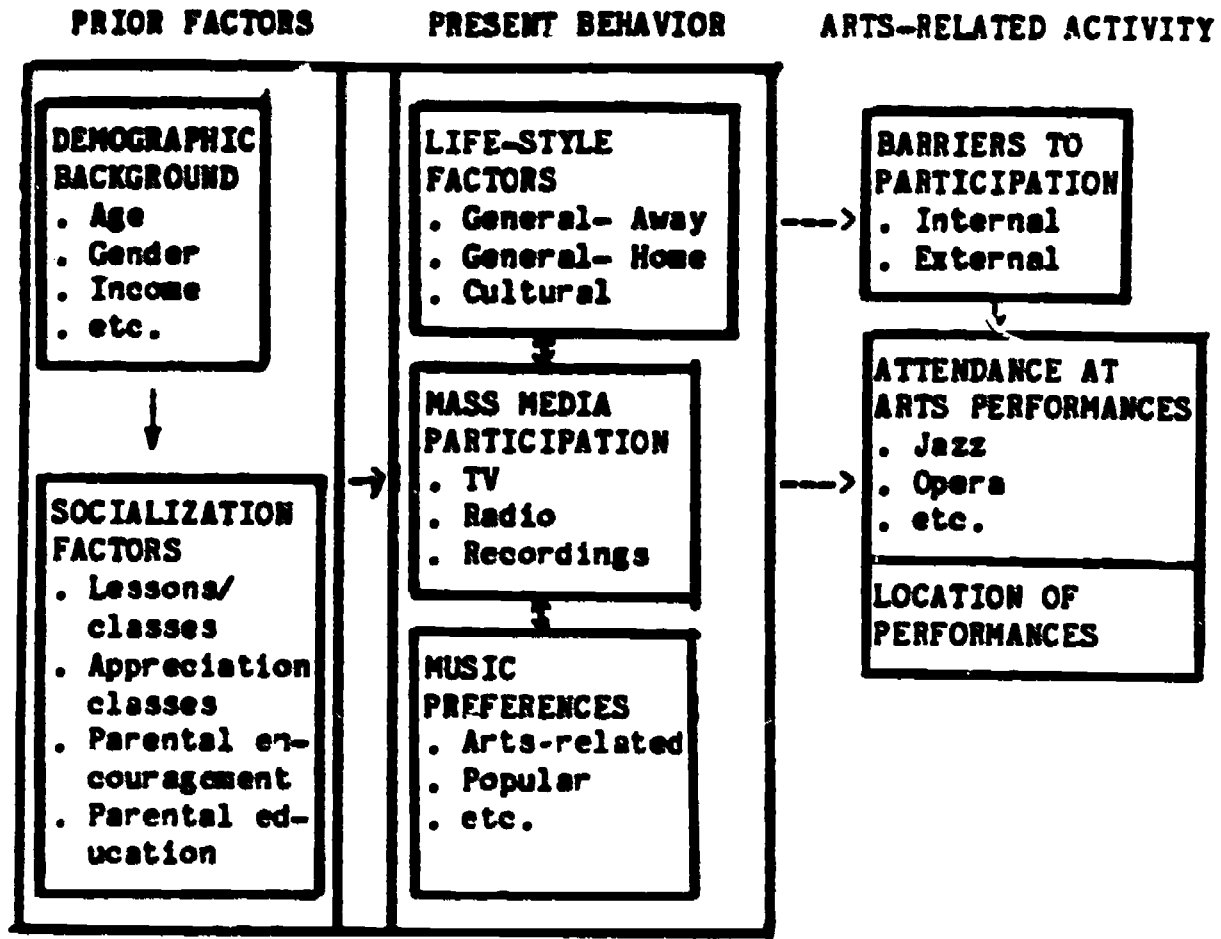 PRIOR FACTORS
PRESENT BEHAVIOR
ARTS-RELATED ACTIVITY
DEMOGRAPHIC
BACKGROUND
. Age
. Gender
. Income
. etc.
SOCIALIZATION
FACTORS
. Lessons/
classes
. Appreciation
classes
. Parental en-
couragement
. Parental ed-
ucation
LIFE-STYLE
FACTORS
. General- Away
. General- Home
. Cultural
MASS MEDIA
PARTICIPATION
. TV
. Radio
. Recordings
MUSIC
PREFERENCES
. Arts-related
. Popular
. etc.
BARRIERS TO
PARTICIPATION
. Internal
. External
ATTENDANCE AT
ARTS PERFORMANCES
. Jazz
. Opera
. etc.
LOCATION OF
PERFORMANCES